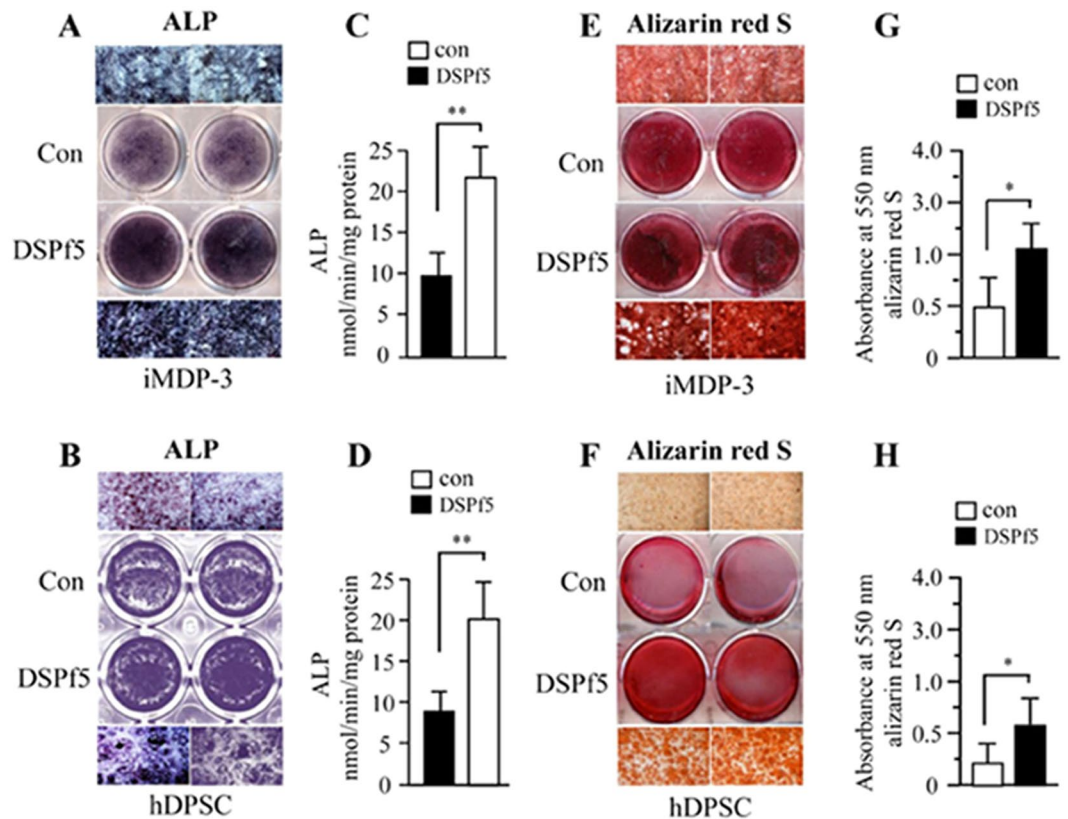 A
ALP
Con
DSPf5
iMDP-3
C
con
DSPf5
**
ALP
nmol/min/mg protein
25
20
15
10
5
0
E
Alizarin red S
Con
DSPf5
iMDP-3
G
con
DSPf5
*
Absorbance at 550 nm
alizarin red S
4.0
3.0
1.0
0.5
0
B
ALP
Con
DSPf5
hDPSC
D
con
DSPf5
**
ALP
nmol/min/mg protein
25
20
15
10
5
0
F
Alizarin red S
Con
DSPf5
hDPSC
H
con
DSPf5
*
Absorbance at 550 nm
alizarin red S
4.0
3.0
1.0
0.5
0